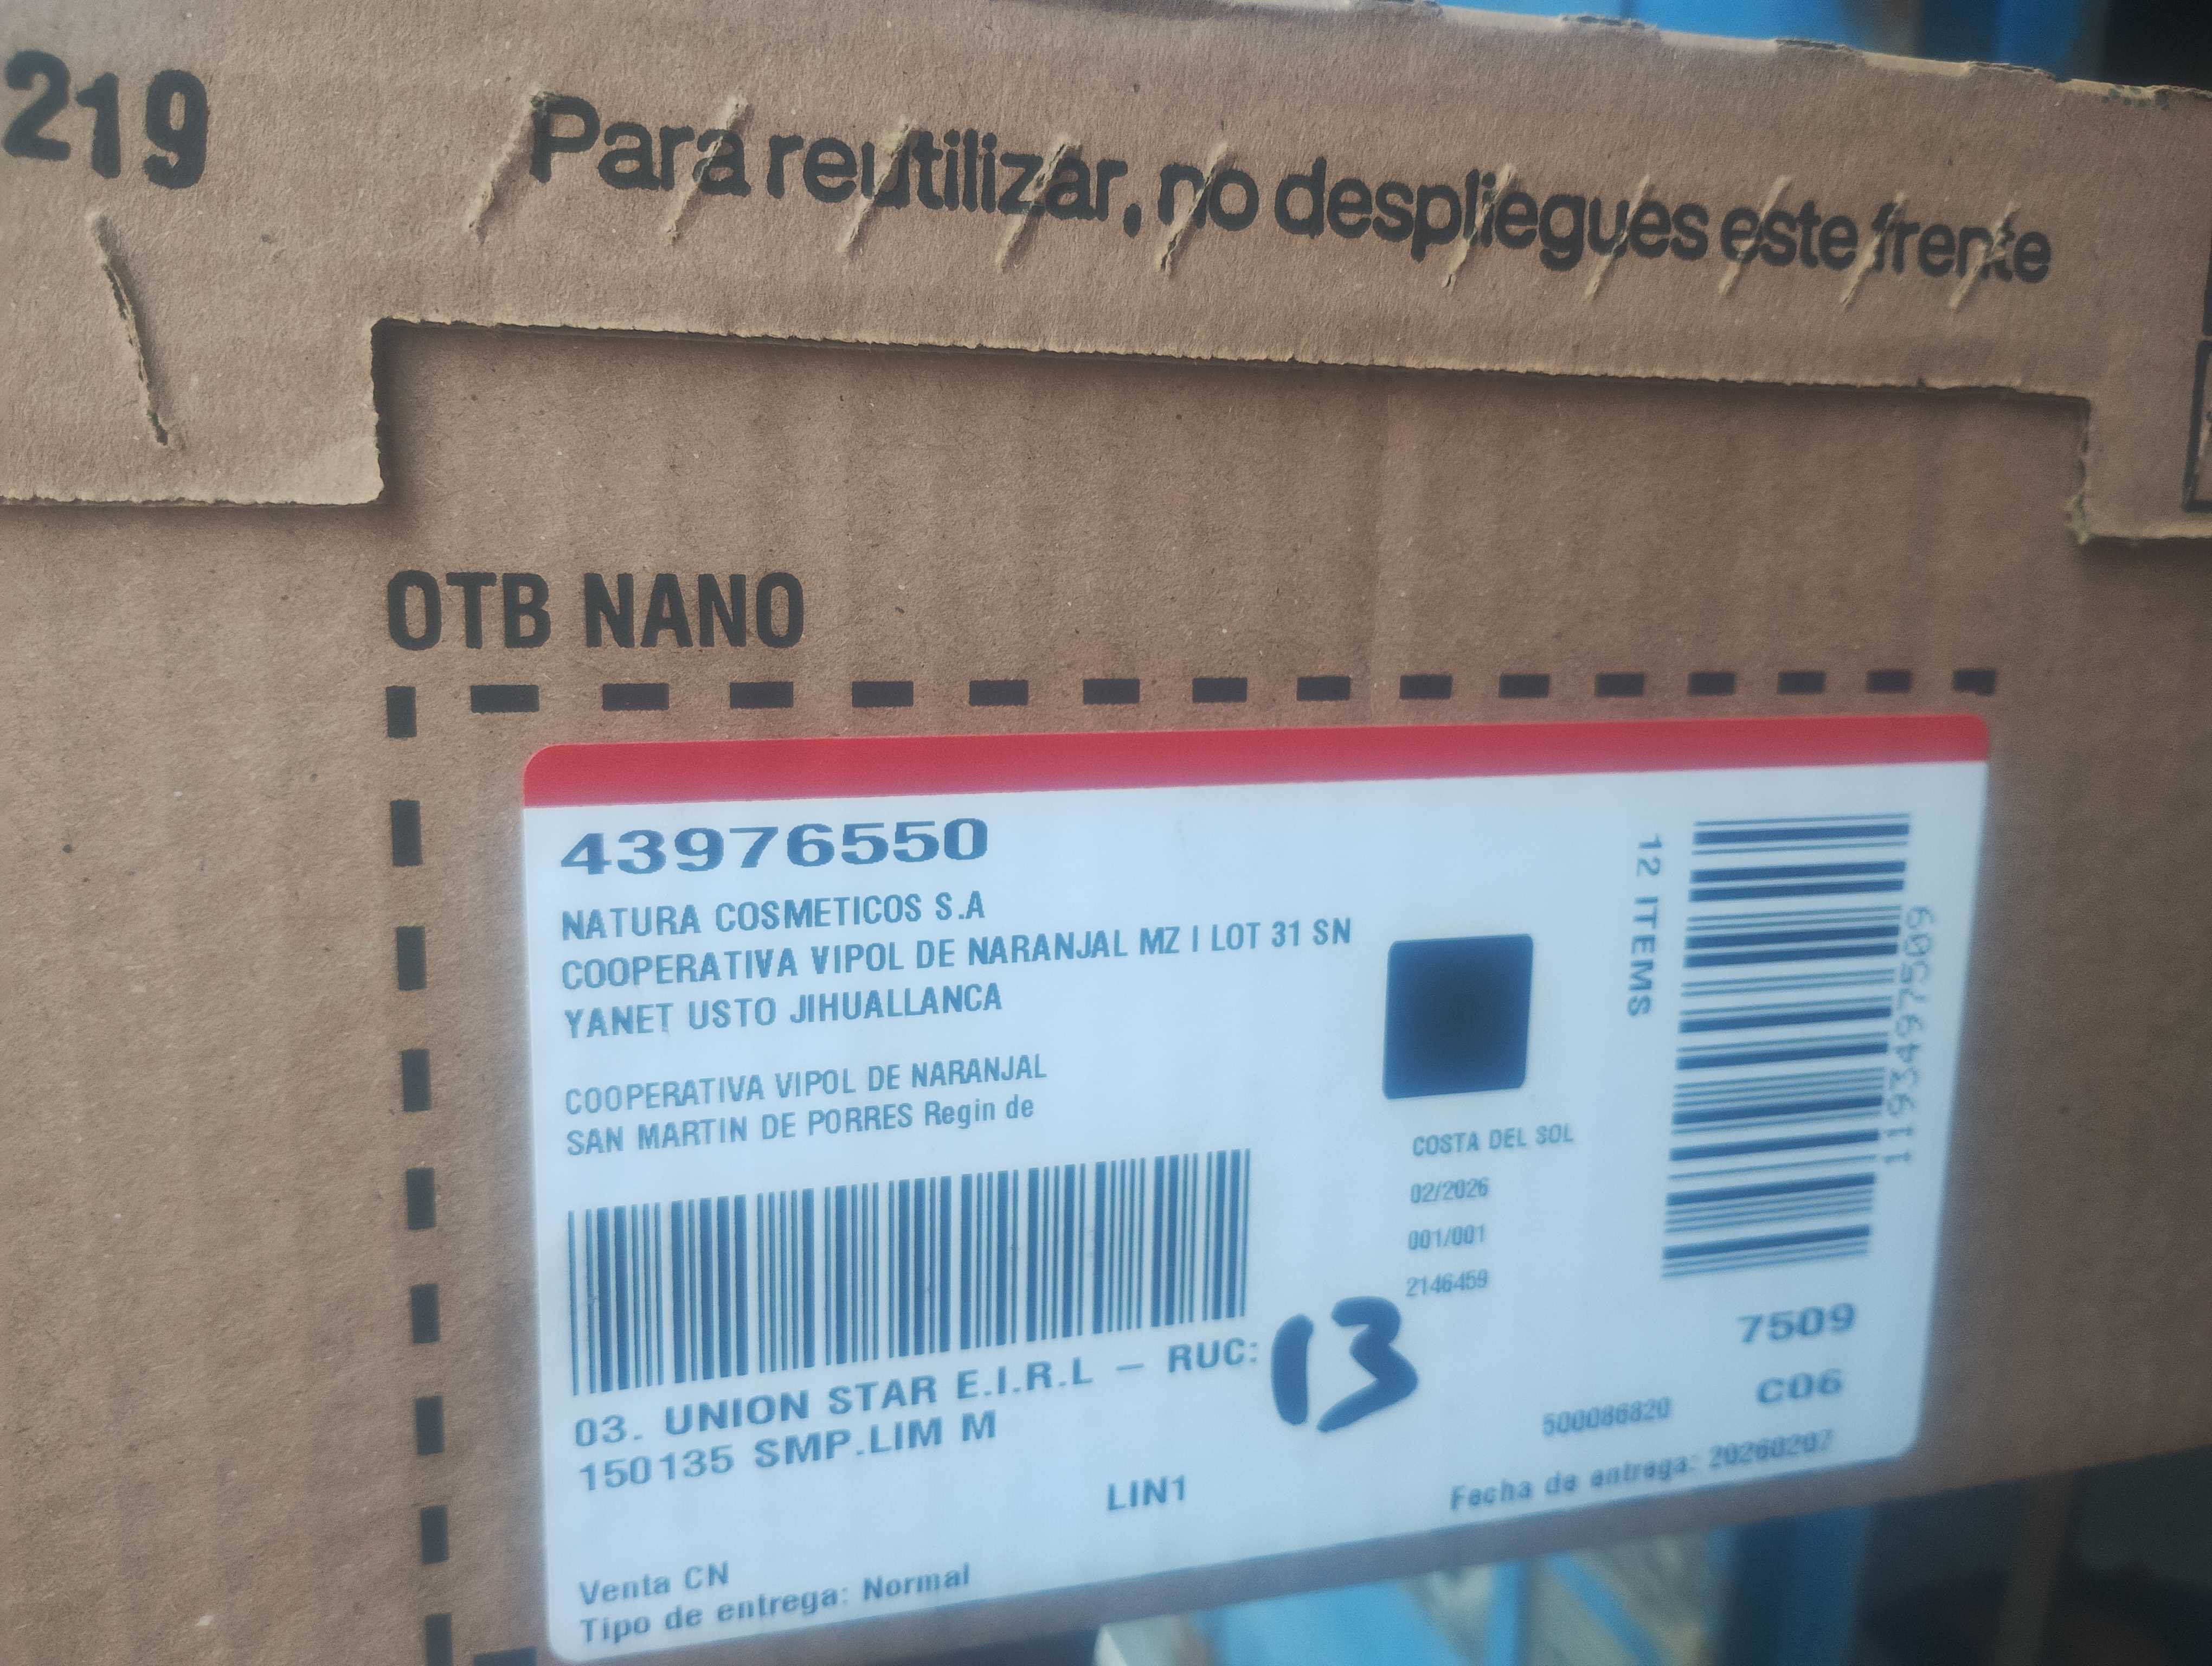 219
Para reutilizar, no despliegues este frente
OTB NANO
43976550
NATURA COSMETICOS S.A
COOPERATIVA VIPOL DE NARANJAL MZ I LOT 31 SN
YANET USTO JIHUALLANCA
COOPERATIVA VIPOL DE NARANJAL
SAN MARTIN DE PORRES Regin de
12 ITEMS
1193497509
COSTA DEL SOL
02/2026
001/001
2146459
13
03. UNION STAR E.I.R.L – RUC:
150135 SMP.LIM M
LIN1
7509
C06
500086820
Fecha de entrega: 20260207
Venta CN
Tipo de entrega: Normal